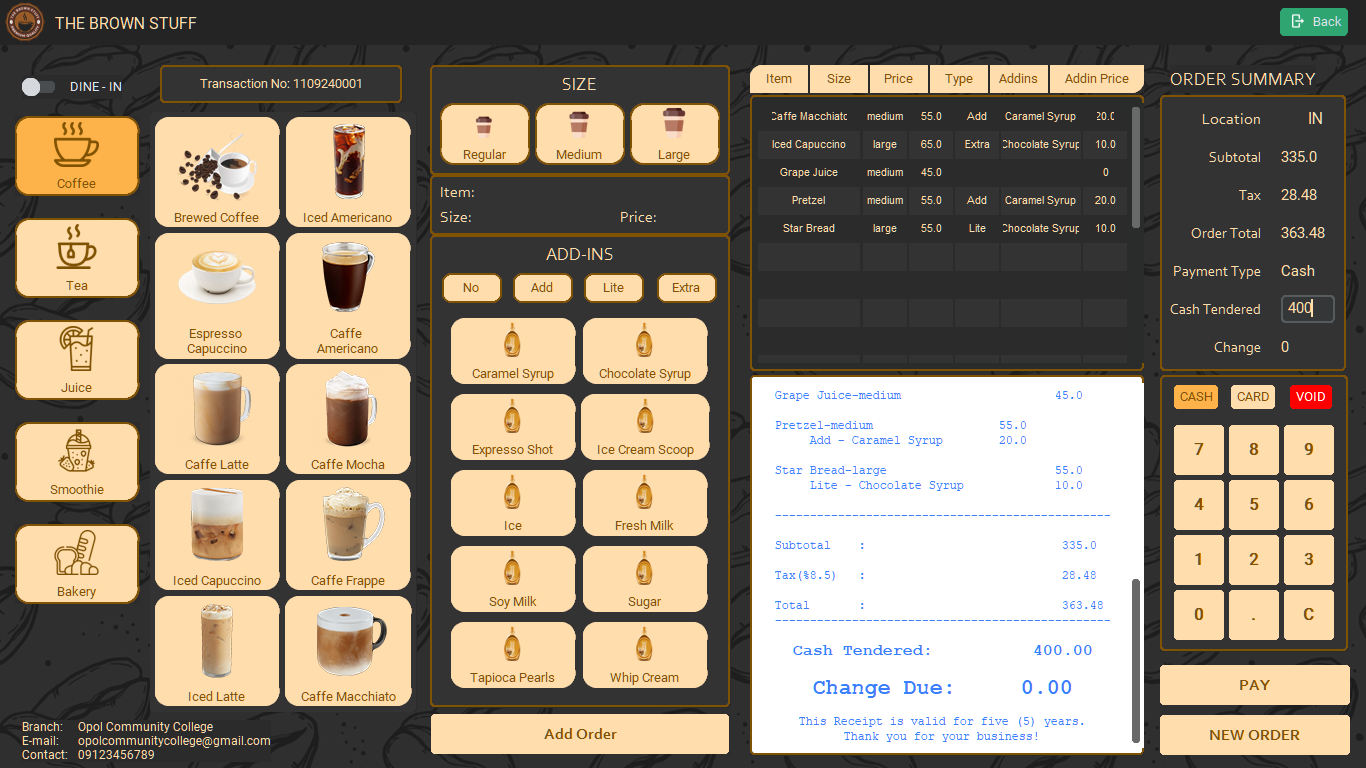 THE BROWN STUFF
Back
DINE - IN
Transaction No: 1109240001
Coffee
Tea
Juice
Smoothie
Bakery
Brewed Coffee
Iced Americano
Espresso
Capuccino
Caffe
Americano
Caffe Latte
Caffe Mocha
Iced Capuccino
Caffe Frappe
Iced Latte
Caffe Macchiato
Branch: Opol Community College
E-mail: opolcommunitycollege@gmail.com
Contact: 09123456789
SIZE
Regular
Medium
Large
Item:
Size: Price:
ADD-INS
No Add Lite Extra
Caramel Syrup
Chocolate Syrup
Expresso Shot
Ice Cream Scoop
Ice
Fresh Milk
Soy Milk
Sugar
Tapioca Pearls
Whip Cream
Add Order
Item Size Price Type Addins Addin Price
Caffe Macchiato medium 55.0 Add Caramel Syrup 20.0
Iced Capuccino large 65.0 Extra Chocolate Syrup 10.0
Grape Juice medium 45.0 0
Pretzel medium 55.0 Add Caramel Syrup 20.0
Star Bread large 55.0 Lite Chocolate Syrup 10.0
Grape Juice-medium 45.0
Pretzel-medium 55.0
Add - Caramel Syrup 20.0
Star Bread-large 55.0
Lite - Chocolate Syrup 10.0
------------------------------------------------
Subtotal : 335.0
Tax(%8.5) : 28.48
Total : 363.48
------------------------------------------------
Cash Tendered: 400.00
Change Due: 0.00
This Receipt is valid for five (5) years.
Thank you for your business!
ORDER SUMMARY
Location IN
Subtotal 335.0
Tax 28.48
Order Total 363.48
Payment Type Cash
Cash Tendered 400
Change 0
CASH CARD VOID
7 8 9
4 5 6
1 2 3
0 . C
PAY
NEW ORDER